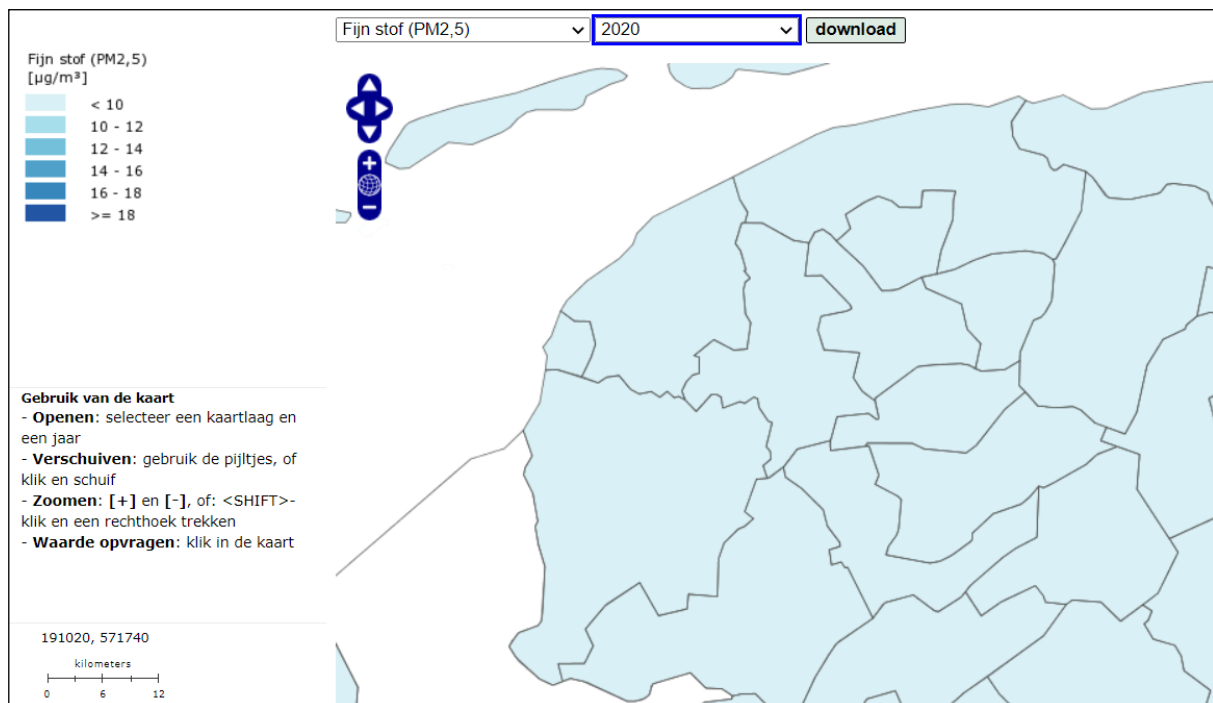 Fijn stof (PM2,5)
2020
download
Fijn stof (PM2,5)
[µg/m³]
< 10
10 - 12
12 - 14
14 - 16
16 - 18
>= 18
Gebruik van de kaart
- Openen: selecteer een kaartlaag en
een jaar
- Verschuiven: gebruik de pijltjes, of
klik en schuif
- Zoomen: [+] en [-], of: <SHIFT>-
klik en een rechthoek trekken
- Waarde opvragen: klik in de kaart
191020, 571740
kilometers
0 6 12